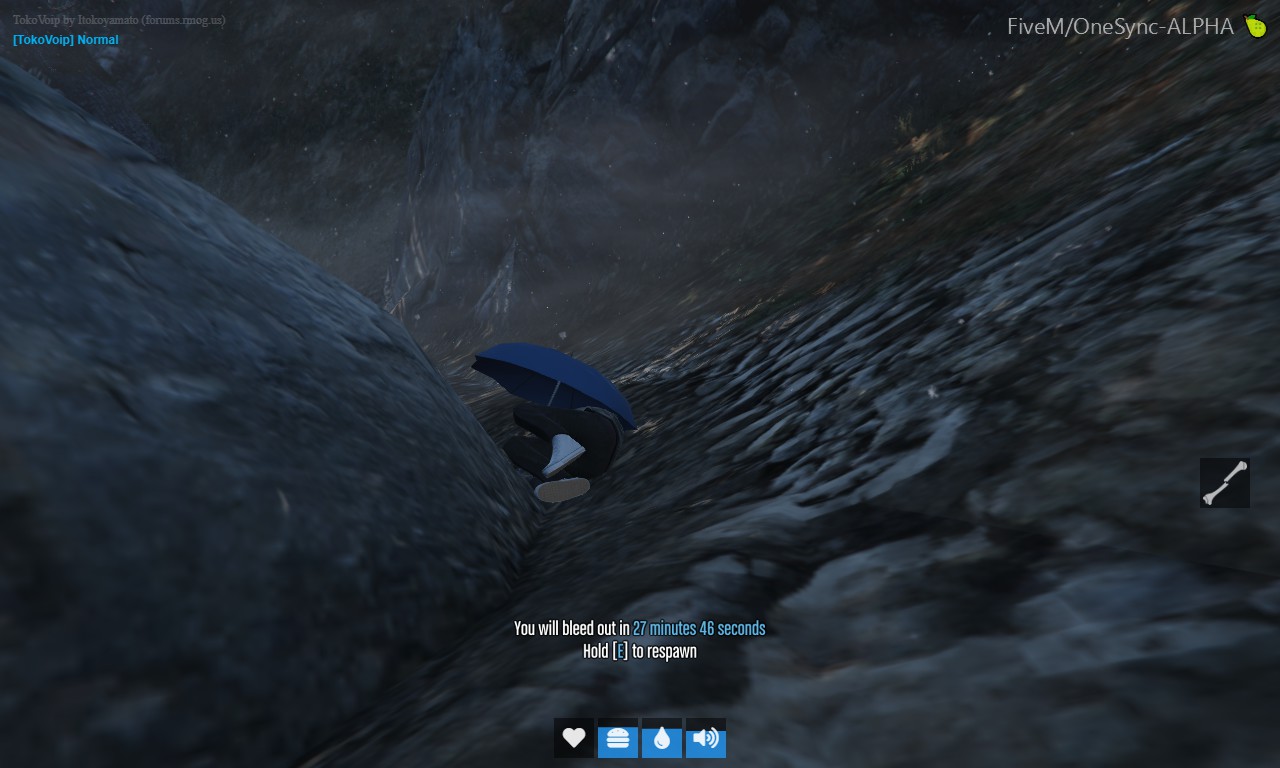 TokoVoip by Itokoyamato (forums.rmog.us)
[TokoVoip] Normal
FiveM/OneSync-ALPHA
You will bleed out in 27 minutes 46 seconds
Hold [E] to respawn